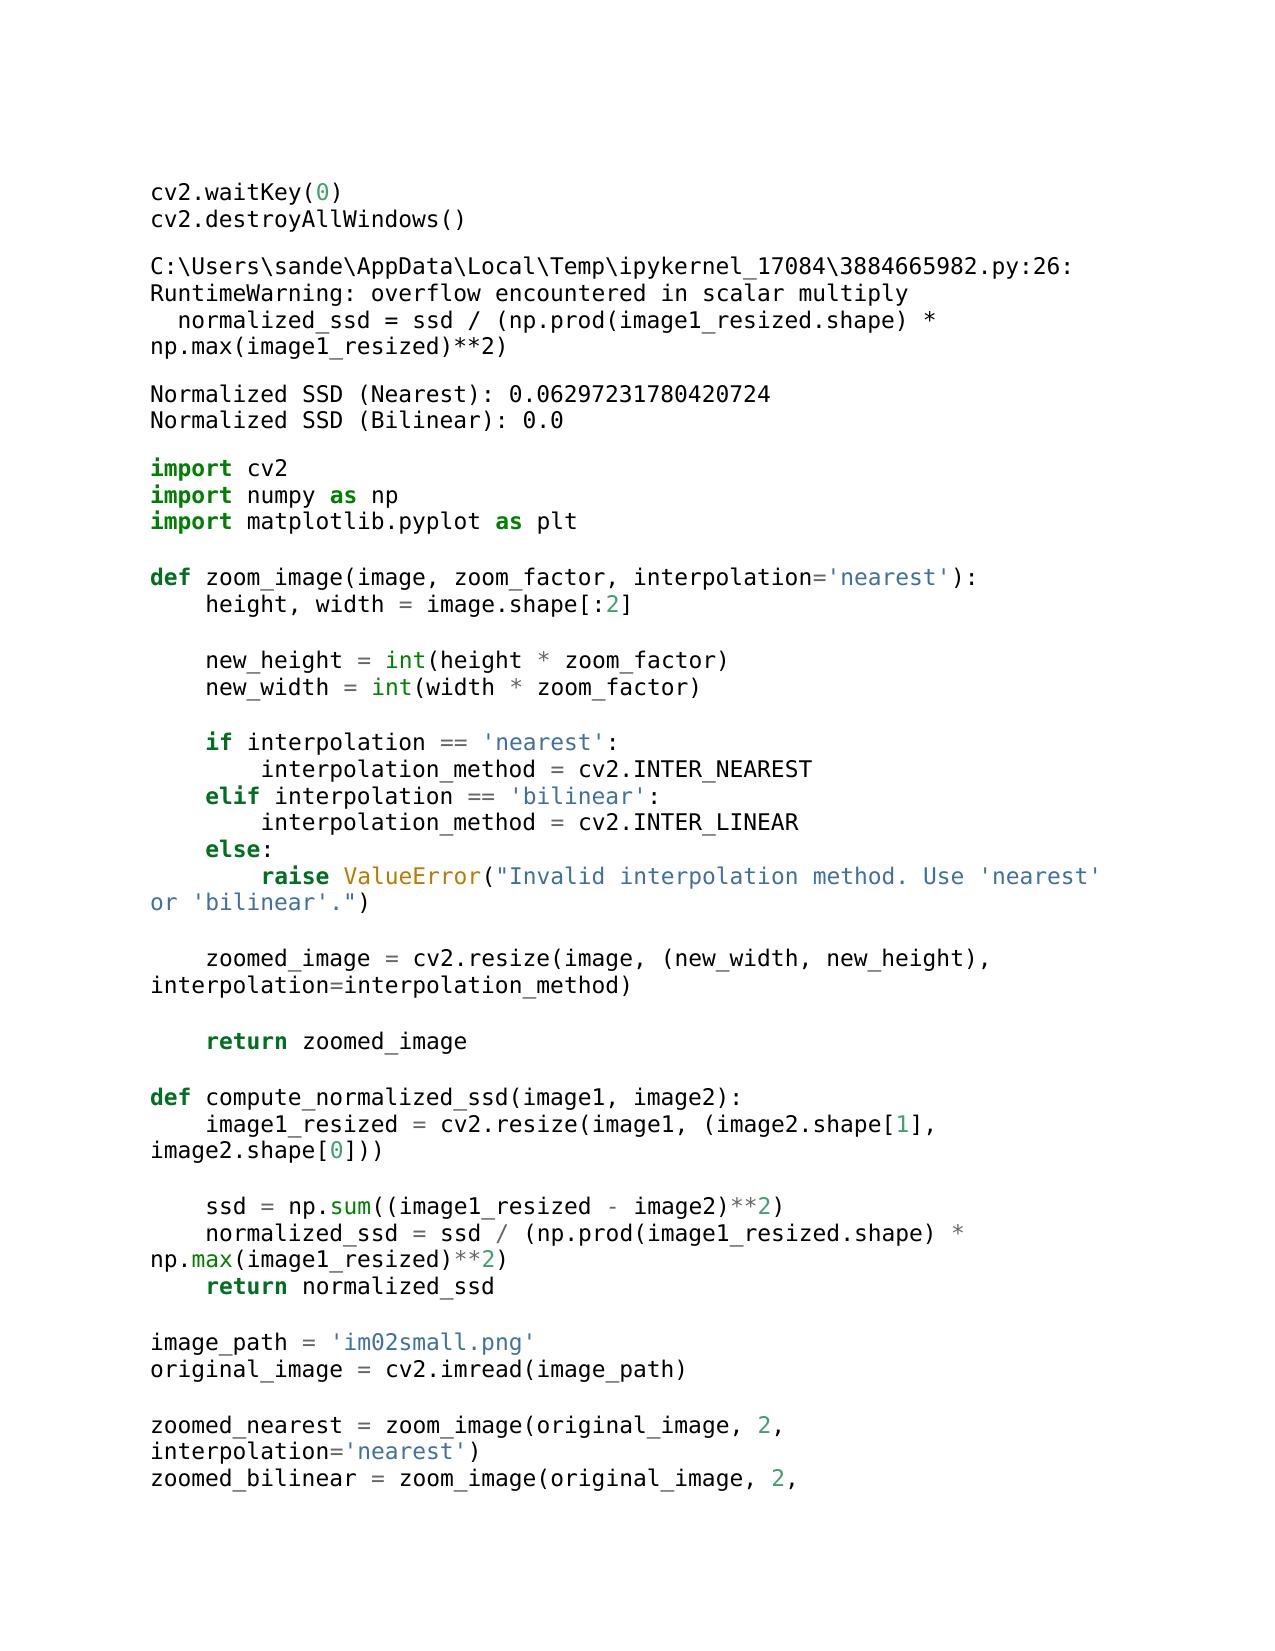 cv2.waitKey(0)
cv2.destroyAllWindows()
C:\Users\sande\AppData\Local\Temp\ipykernel_17084\3884665982.py:26:
RuntimeWarning: overflow encountered in scalar multiply
  normalized_ssd = ssd / (np.prod(image1_resized.shape) *
np.max(image1_resized)**2)
Normalized SSD (Nearest): 0.06297231780420724
Normalized SSD (Bilinear): 0.0
import cv2
import numpy as np
import matplotlib.pyplot as plt
def zoom_image(image, zoom_factor, interpolation='nearest'):
    height, width = image.shape[:2]
    new_height = int(height * zoom_factor)
    new_width = int(width * zoom_factor)
    if interpolation == 'nearest':
        interpolation_method = cv2.INTER_NEAREST
    elif interpolation == 'bilinear':
        interpolation_method = cv2.INTER_LINEAR
    else:
        raise ValueError("Invalid interpolation method. Use 'nearest'
or 'bilinear'.")
    zoomed_image = cv2.resize(image, (new_width, new_height),
interpolation=interpolation_method)
    return zoomed_image
def compute_normalized_ssd(image1, image2):
    image1_resized = cv2.resize(image1, (image2.shape[1],
image2.shape[0]))
    ssd = np.sum((image1_resized - image2)**2)
    normalized_ssd = ssd / (np.prod(image1_resized.shape) *
np.max(image1_resized)**2)
    return normalized_ssd
image_path = 'im02small.png'
original_image = cv2.imread(image_path)
zoomed_nearest = zoom_image(original_image, 2,
interpolation='nearest')
zoomed_bilinear = zoom_image(original_image, 2,